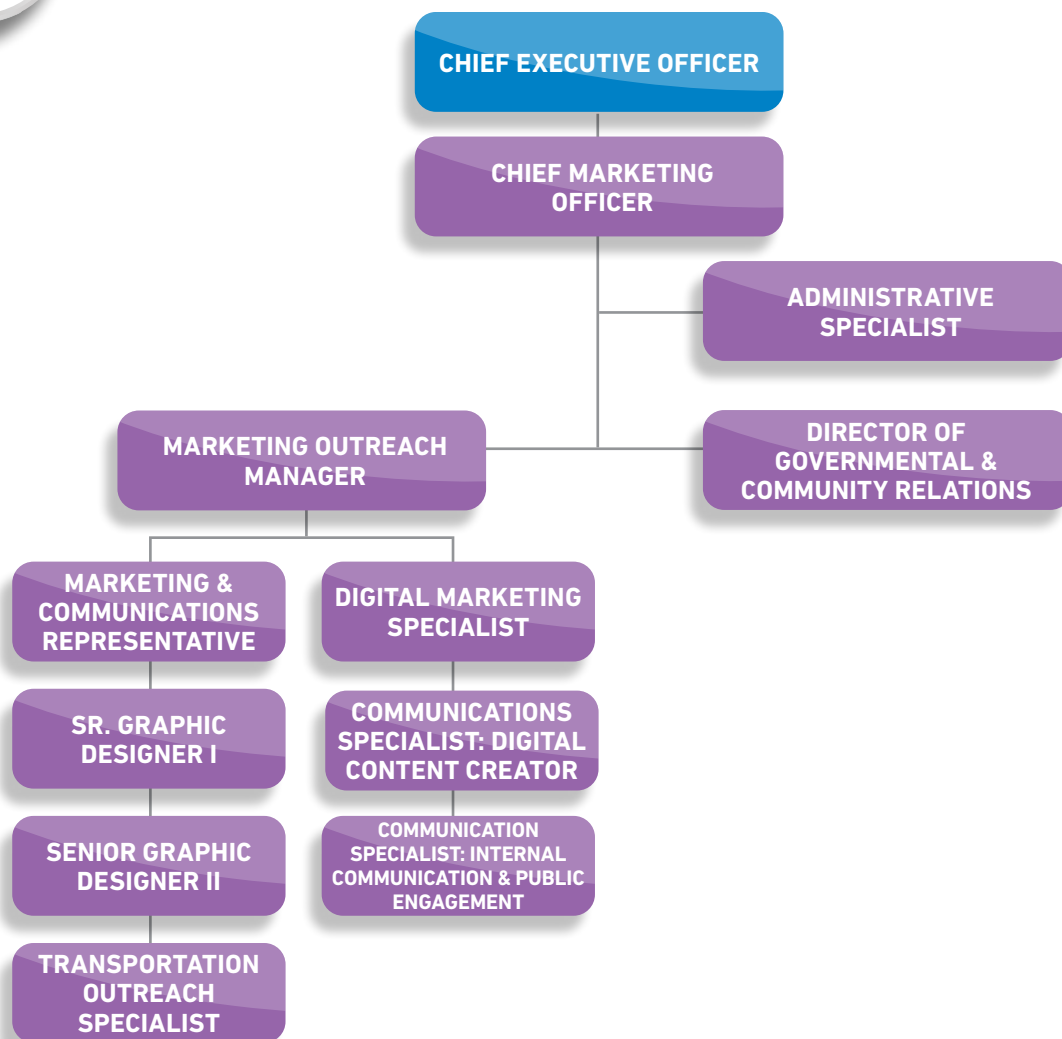 CHIEF EXECUTIVE OFFICER
CHIEF MARKETING
OFFICER
ADMINISTRATIVE
SPECIALIST
MARKETING OUTREACH
MANAGER
DIRECTOR OF
GOVERNMENTAL &
COMMUNITY RELATIONS
MARKETING &
COMMUNICATIONS
REPRESENTATIVE
DIGITAL MARKETING
SPECIALIST
SR. GRAPHIC
DESIGNER I
COMMUNICATIONS
SPECIALIST: DIGITAL
CONTENT CREATOR
SENIOR GRAPHIC
DESIGNER II
COMMUNICATION
SPECIALIST: INTERNAL
COMMUNICATION & PUBLIC
ENGAGEMENT
TRANSPORTATION
OUTREACH
SPECIALIST